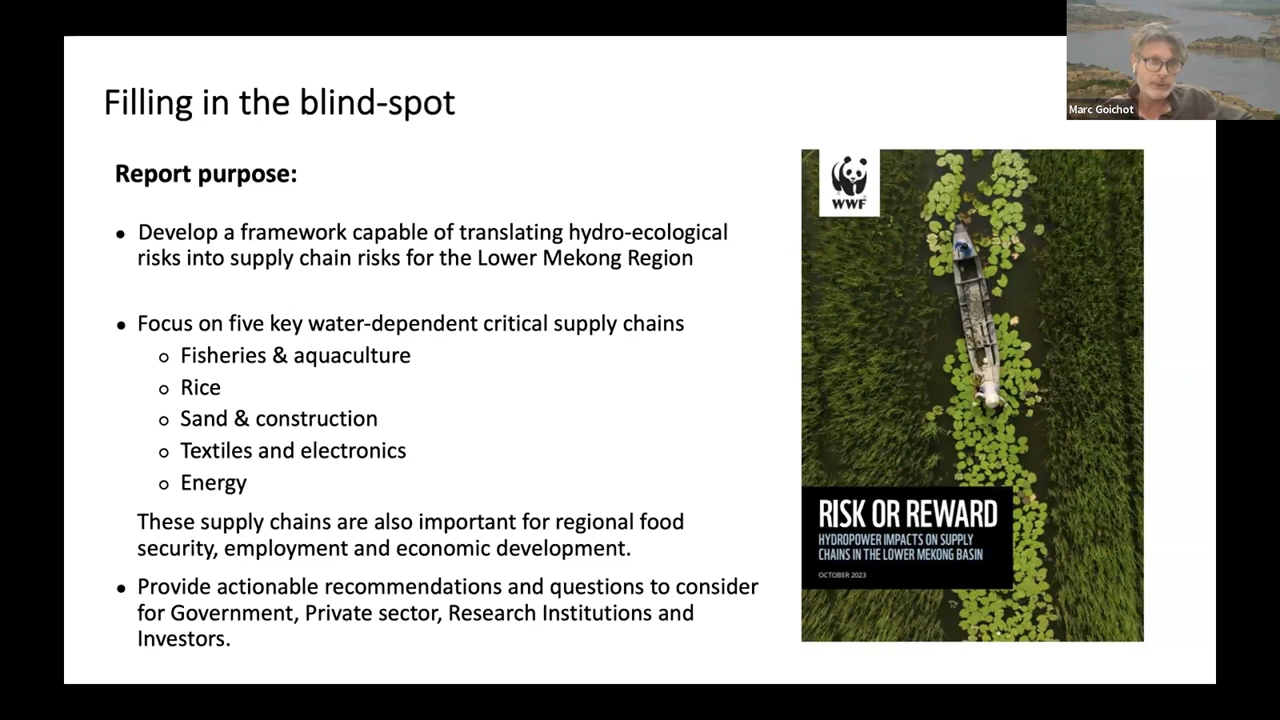 Filling in the blind-spot
Marc Goichot
Report purpose:
• Develop a framework capable of translating hydro-ecological
risks into supply chain risks for the Lower Mekong Region
• Focus on five key water-dependent critical supply chains
o Fisheries & aquaculture
o Rice
o Sand & construction
o Textiles and electronics
o Energy
These supply chains are also important for regional food
security, employment and economic development.
• Provide actionable recommendations and questions to consider
for Government, Private sector, Research Institutions and
Investors.
WWF
RISK OR REWARD
HYDROPOWER IMPACTS ON SUPPLY
CHAINS IN THE LOWER MEKONG BASIN
OCTOBER 2023